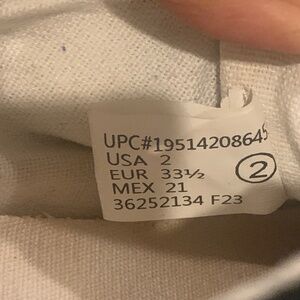 UPC#19514208645
USA 2
EUR 33½
MEX 21
②
36252134 F23